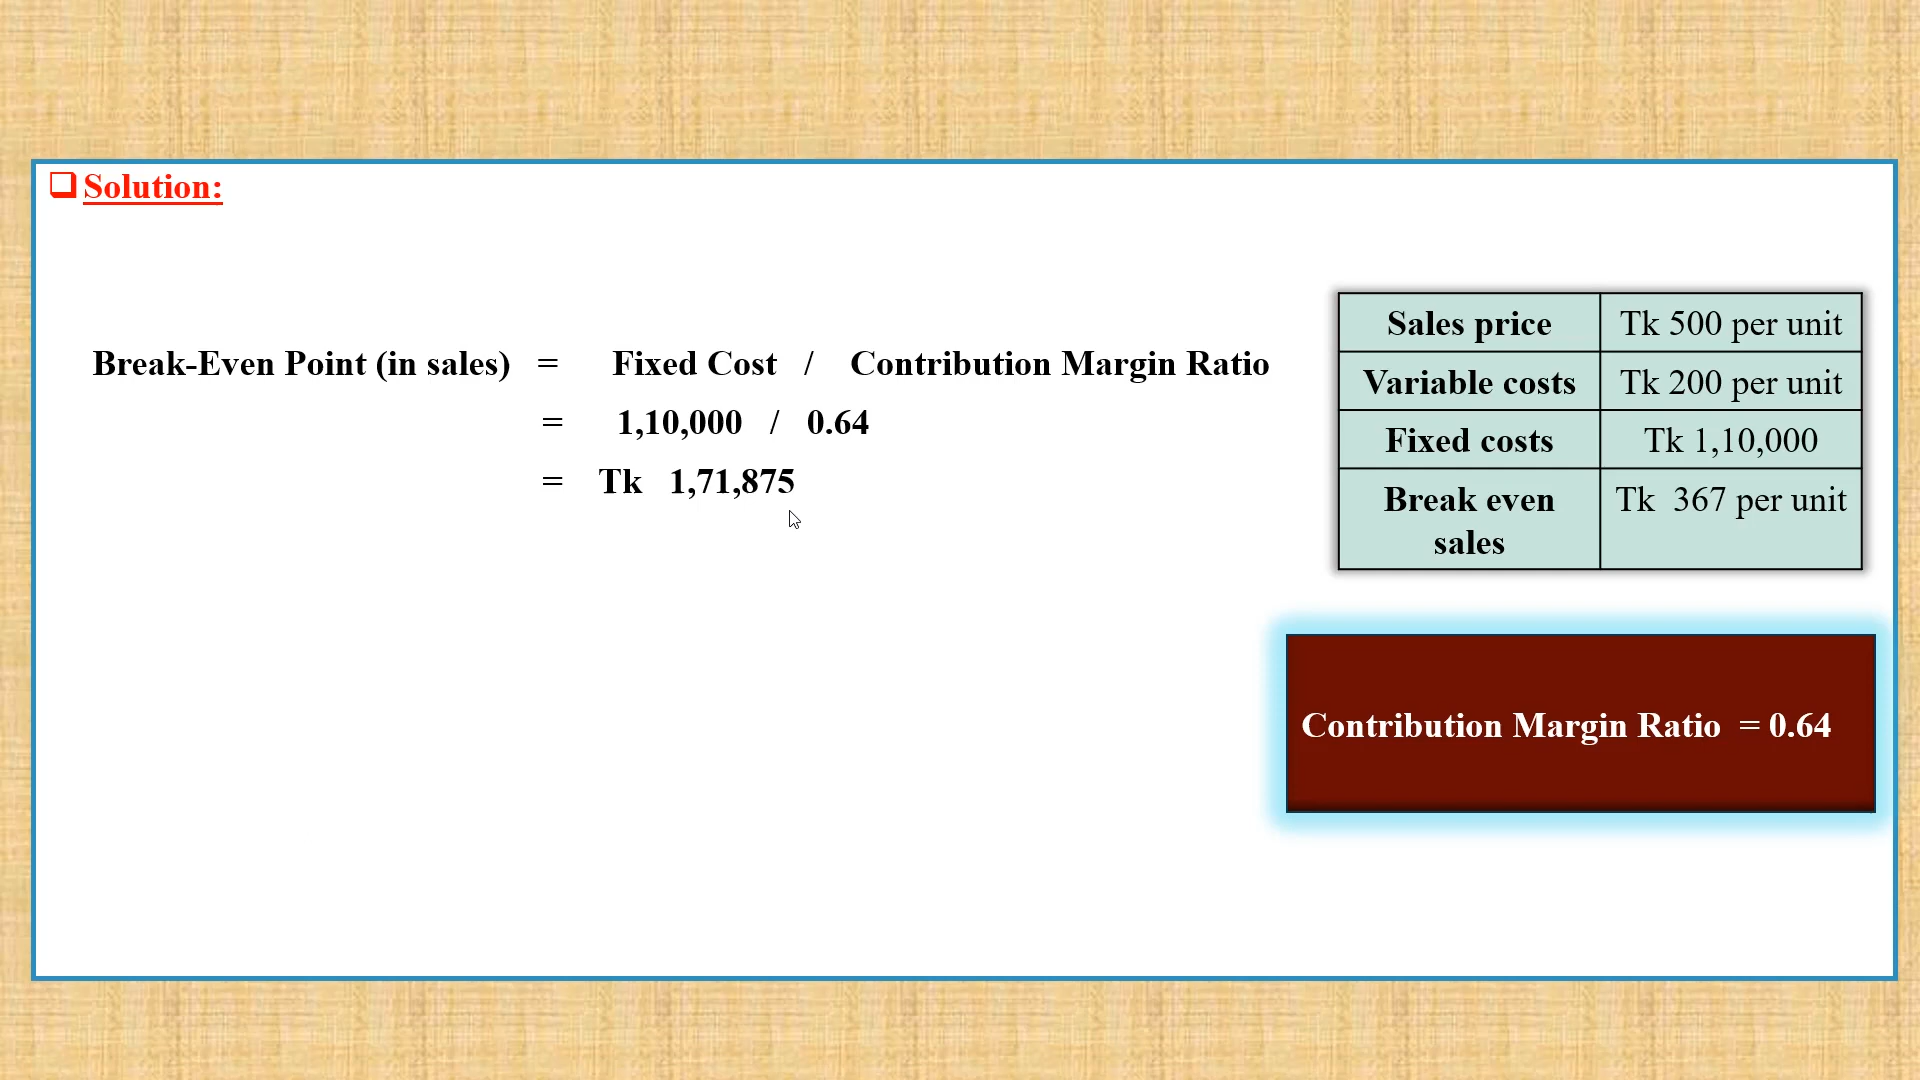 Solution:
Break-Even Point (in sales) = Fixed Cost / Contribution Margin Ratio
= 1,10,000 / 0.64
= Tk 1,71,875
Sales price Tk 500 per unit
Variable costs Tk 200 per unit
Fixed costs Tk 1,10,000
Break even sales Tk 367 per unit
Contribution Margin Ratio = 0.64